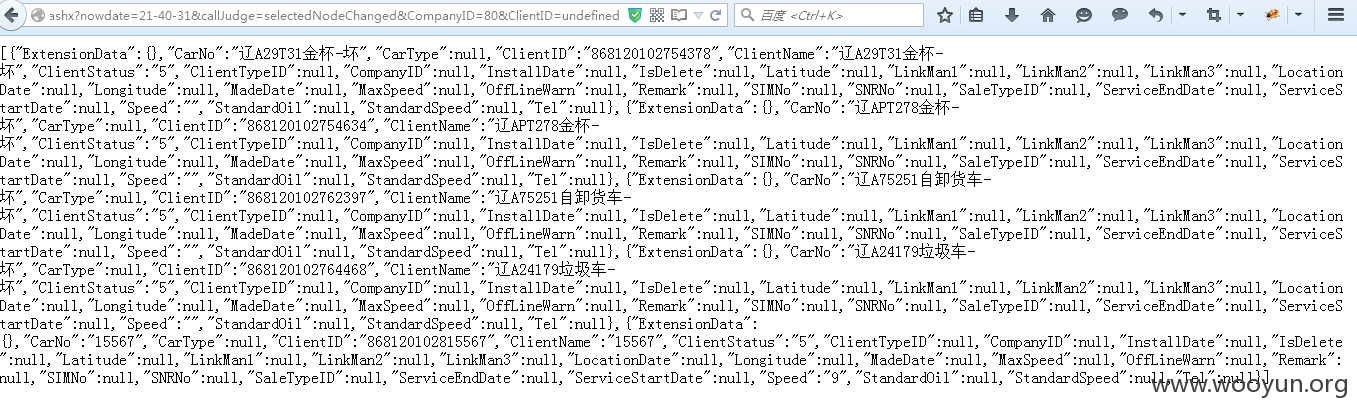 ashx?nowdate=21-40-31&callJudge=selectedNodeChanged&CompanyID=80&ClientID=undefined
百度 <Ctrl+K>
[{"ExtensionData":{},"CarNo":"辽A29T31金杯-坏","CarType":null,"ClientID":"868120102754378","ClientName":"辽A29T31金杯-
坏","ClientStatus":"5","ClientTypeID":null,"CompanyID":null,"InstallDate":null,"IsDelete":null,"Latitude":null,"LinkMan1":null,"LinkMan2":null,"LinkMan3":null,"Location
Date":null,"Longitude":null,"MadeDate":null,"MaxSpeed":null,"OffLineWarn":null,"Remark":null,"SIMNo":null,"SNRNo":null,"SaleTypeID":null,"ServiceEndDate":null,"ServiceS
tartDate":null,"Speed":"","StandardOil":null,"StandardSpeed":null,"Tel":null},{"ExtensionData":{},"CarNo":"辽APT278金杯-
坏","CarType":null,"ClientID":"868120102754634","ClientName":"辽APT278金杯-
坏","ClientStatus":"5","ClientTypeID":null,"CompanyID":null,"InstallDate":null,"IsDelete":null,"Latitude":null,"LinkMan1":null,"LinkMan2":null,"LinkMan3":null,"Location
Date":null,"Longitude":null,"MadeDate":null,"MaxSpeed":null,"OffLineWarn":null,"Remark":null,"SIMNo":null,"SNRNo":null,"SaleTypeID":null,"ServiceEndDate":null,"ServiceS
tartDate":null,"Speed":"","StandardOil":null,"StandardSpeed":null,"Tel":null},{"ExtensionData":{},"CarNo":"辽A75251自卸货车-
坏","CarType":null,"ClientID":"868120102762397","ClientName":"辽A75251自卸货车-
坏","ClientStatus":"5","ClientTypeID":null,"CompanyID":null,"InstallDate":null,"IsDelete":null,"Latitude":null,"LinkMan1":null,"LinkMan2":null,"LinkMan3":null,"Location
Date":null,"Longitude":null,"MadeDate":null,"MaxSpeed":null,"OffLineWarn":null,"Remark":null,"SIMNo":null,"SNRNo":null,"SaleTypeID":null,"ServiceEndDate":null,"ServiceS
tartDate":null,"Speed":"","StandardOil":null,"StandardSpeed":null,"Tel":null},{"ExtensionData":{},"CarNo":"辽A24179垃圾车-
坏","CarType":null,"ClientID":"868120102764468","ClientName":"辽A24179垃圾车-
坏","ClientStatus":"5","ClientTypeID":null,"CompanyID":null,"InstallDate":null,"IsDelete":null,"Latitude":null,"LinkMan1":null,"LinkMan2":null,"LinkMan3":null,"Location
Date":null,"Longitude":null,"MadeDate":null,"MaxSpeed":null,"OffLineWarn":null,"Remark":null,"SIMNo":null,"SNRNo":null,"SaleTypeID":null,"ServiceEndDate":null,"ServiceS
tartDate":null,"Speed":"","StandardOil":null,"StandardSpeed":null,"Tel":null},{"ExtensionData":
{},"CarNo":"15567","CarType":null,"ClientID":"868120102815567","ClientName":"15567","ClientStatus":"5","ClientTypeID":null,"CompanyID":null,"InstallDate":null,"IsDelete
":null,"Latitude":null,"LinkMan1":null,"LinkMan2":null,"LinkMan3":null,"LocationDate":null,"Longitude":null,"MadeDate":null,"MaxSpeed":null,"OffLineWarn":null,"Remark":
null,"SIMNo":null,"SNRNo":null,"SaleTypeID":null,"ServiceEndDate":null,"ServiceStartDate":null,"Speed":"9","StandardOil":null,"StandardSpeed":null,"Tel":null}]
www.wooyun.org